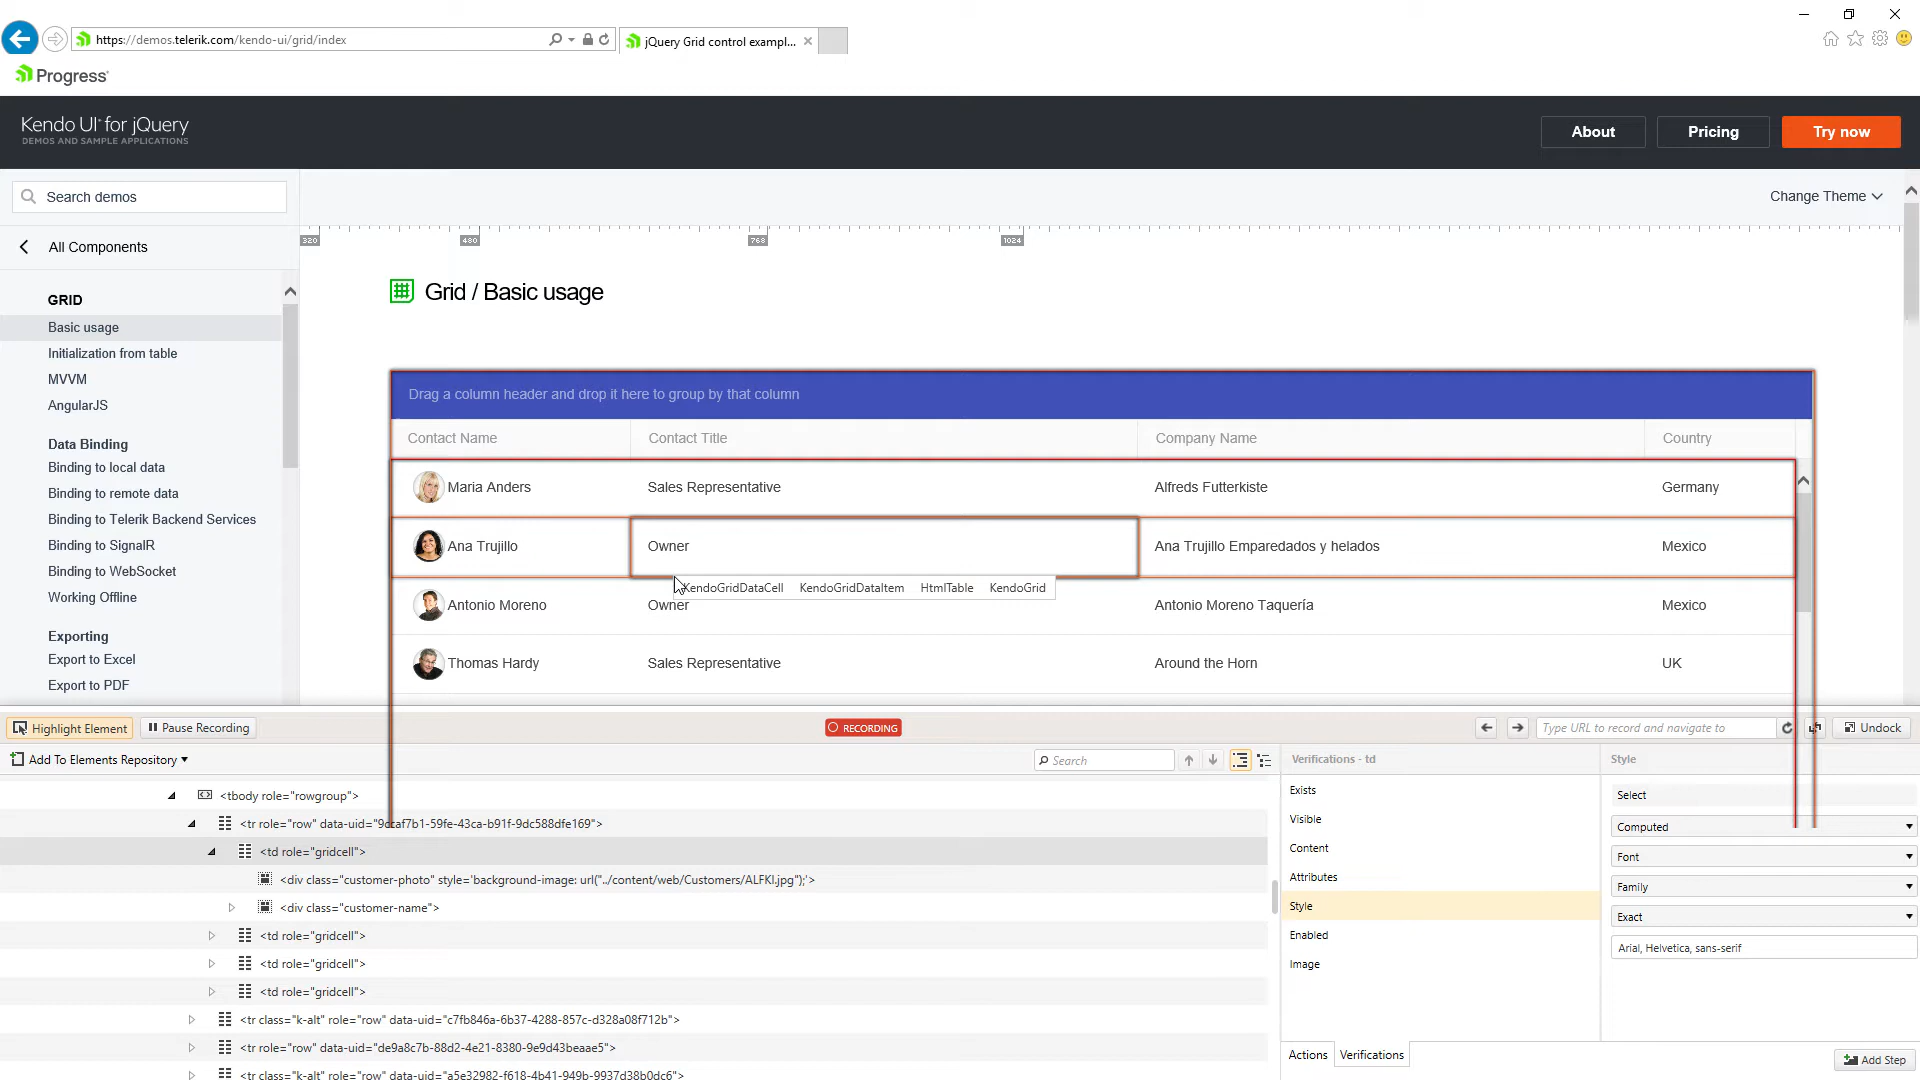 https://demos.telerik.com/kendo-ui/grid/index
jQuery Grid control exampl...
Progress
Kendo UI for jQuery
DEMOS AND SAMPLE APPLICATIONS
About
Pricing
Try now
Search demos
Change Theme
All Components
320
480
768
1024
GRID
Basic usage
Initialization from table
MVVM
AngularJS
Data Binding
Binding to local data
Binding to remote data
Binding to Telerik Backend Services
Binding to SignalR
Binding to WebSocket
Working Offline
Exporting
Export to Excel
Export to PDF
Grid / Basic usage
Drag a column header and drop it here to group by that column
Contact Name Contact Title Company Name Country
Maria Anders Sales Representative Alfreds Futterkiste Germany
Ana Trujillo Owner Ana Trujillo Emparedados y helados Mexico
KendoGridDataCell KendoGridDataItem HtmlTable KendoGrid
Antonio Moreno Owner Antonio Moreno Taquería Mexico
Thomas Hardy Sales Representative Around the Horn UK
Highlight Element
Pause Recording
RECORDING
Type URL to record and navigate to
Undock
Add To Elements Repository
Search
<tbody role="rowgroup">
<tr role="row" data-uid="9dcaf7b1-59fe-43ca-b91f-9dc588dfe169">
<td role="gridcell">
<div class="customer-photo" style='background-image: url("../content/web/Customers/ALFKI.jpg");'>
<div class="customer-name">
<td role="gridcell">
<td role="gridcell">
<td role="gridcell">
<tr class="k-alt" role="row" data-uid="c7fb846a-6b37-4288-857c-d328a08f712b">
<tr role="row" data-uid="de9a8c7b-88d2-4e21-8380-9e9d43beaae5">
<tr class="k-alt" role="row" data-uid="a5e32982-f618-4b41-949b-9937d38b0dc6">
Verifications - td
Exists
Visible
Content
Attributes
Style
Enabled
Image
Actions
Verifications
Style
Select
Computed
Font
Family
Exact
Arial, Helvetica, sans-serif
Add Step